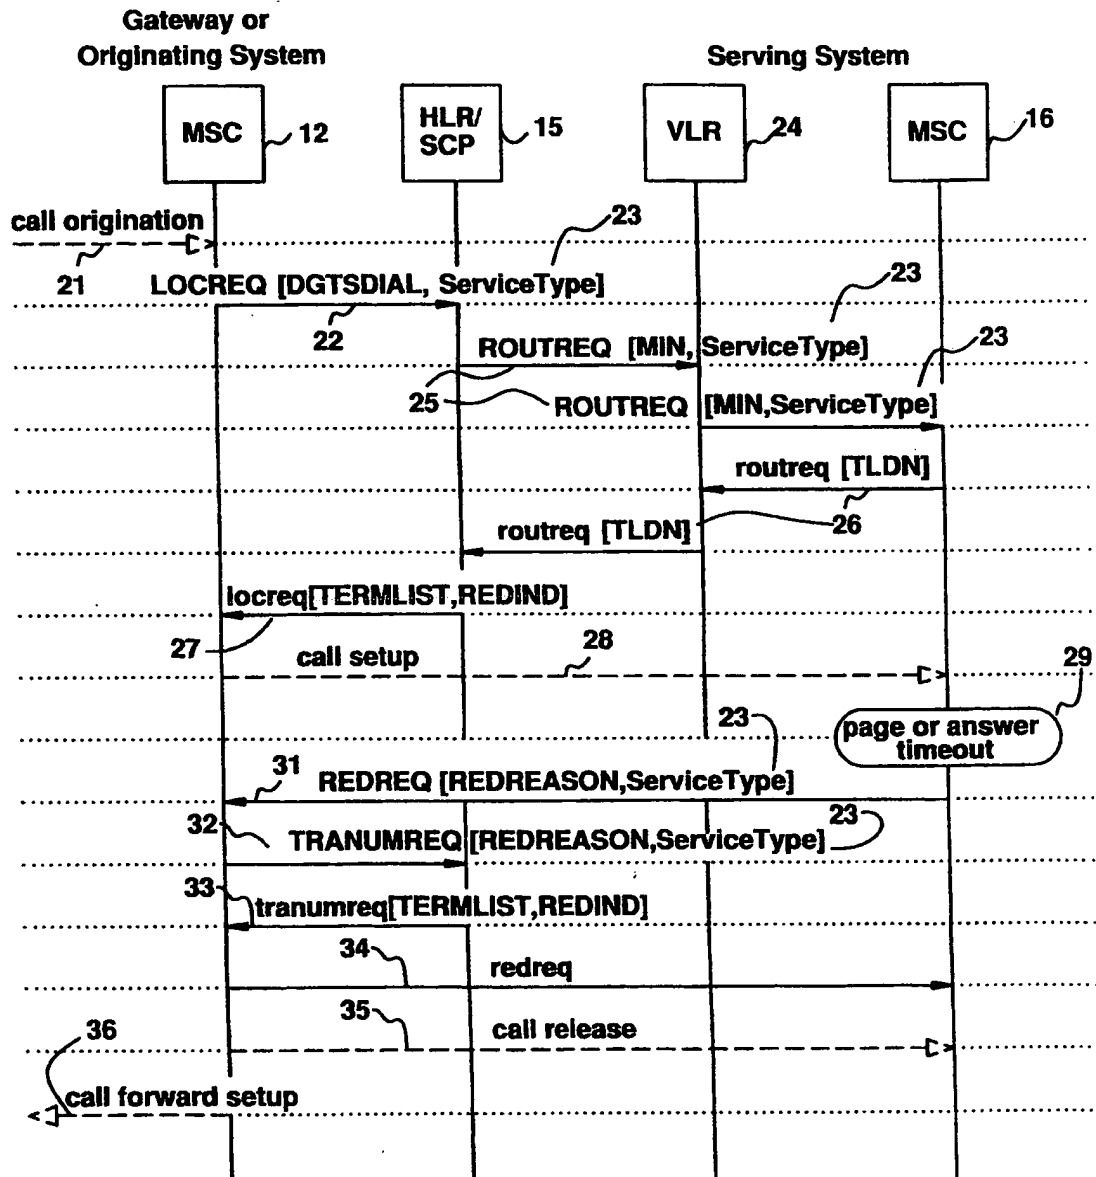 Gateway or
Originating System
Serving System
MSC
12
HLR/
SCP
15
VLR
24
MSC
16
call origination
21
23
LOCREQ [DGTSDIAL, ServiceType]
22
23
ROUTREQ [MIN, ServiceType]
23
25
ROUTREQ [MIN,ServiceType]
routreq [TLDN]
26
routreq [TLDN]
locreq[TERMLIST,REDIND]
27
call setup
28
29
page or answer
timeout
23
31
REDREQ [REDREASON,ServiceType]
32
TRANUMREQ [REDREASON,ServiceType]
23
33
tranumreq[TERMLIST,REDIND]
34
redreq
35
call release
36
call forward setup